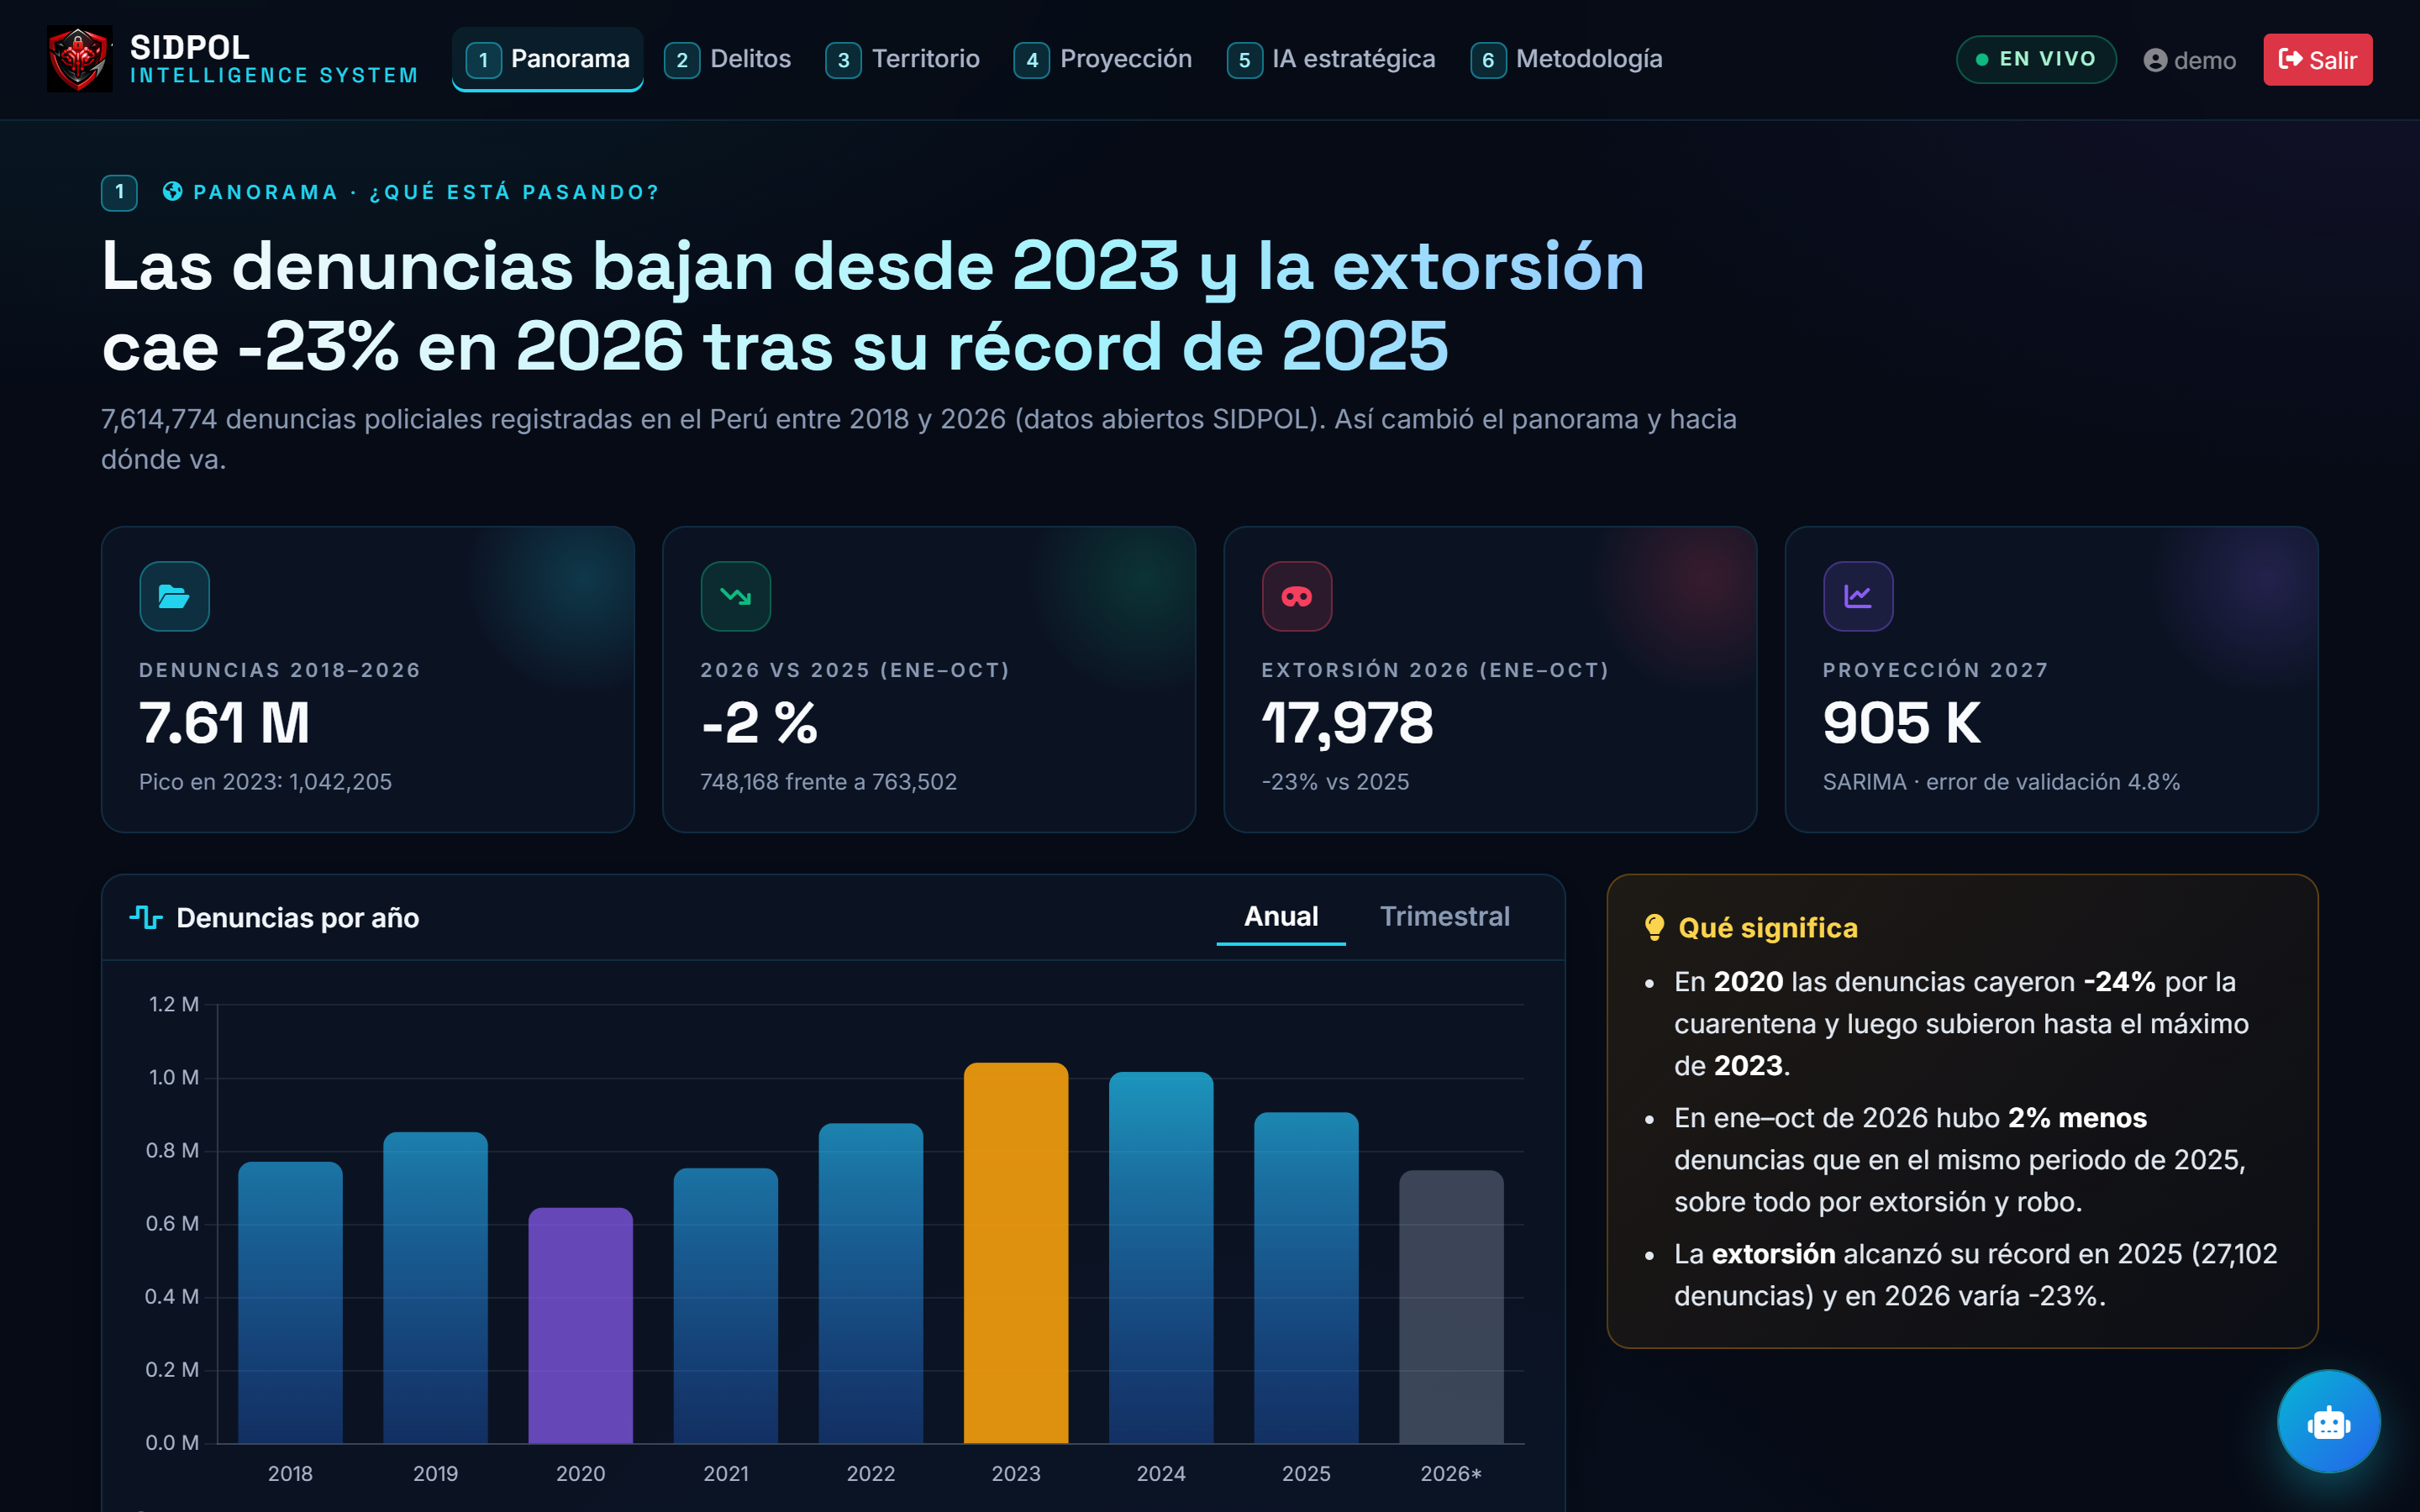 SIDPOL
INTELLIGENCE SYSTEM
1 Panorama
2 Delitos
3 Territorio
4 Proyección
5 IA estratégica
6 Metodología
EN VIVO
demo
Salir
1 PANORAMA · ¿QUÉ ESTÁ PASANDO?
Las denuncias bajan desde 2023 y la extorsión
cae -23% en 2026 tras su récord de 2025
7,614,774 denuncias policiales registradas en el Perú entre 2018 y 2026 (datos abiertos SIDPOL). Así cambió el panorama y hacia
dónde va.
DENUNCIAS 2018–2026
7.61 M
Pico en 2023: 1,042,205
2026 VS 2025 (ENE–OCT)
-2 %
748,168 frente a 763,502
EXTORSIÓN 2026 (ENE–OCT)
17,978
-23% vs 2025
PROYECCIÓN 2027
905 K
SARIMA · error de validación 4.8%
Denuncias por año
Anual
Trimestral
1.2 M
1.0 M
0.8 M
0.6 M
0.4 M
0.2 M
0.0 M
2018
2019
2020
2021
2022
2023
2024
2025
2026*
Qué significa
• En 2020 las denuncias cayeron -24% por la
cuarentena y luego subieron hasta el máximo
de 2023.
• En ene–oct de 2026 hubo 2% menos
denuncias que en el mismo periodo de 2025,
sobre todo por extorsión y robo.
• La extorsión alcanzó su récord en 2025 (27,102
denuncias) y en 2026 varía -23%.